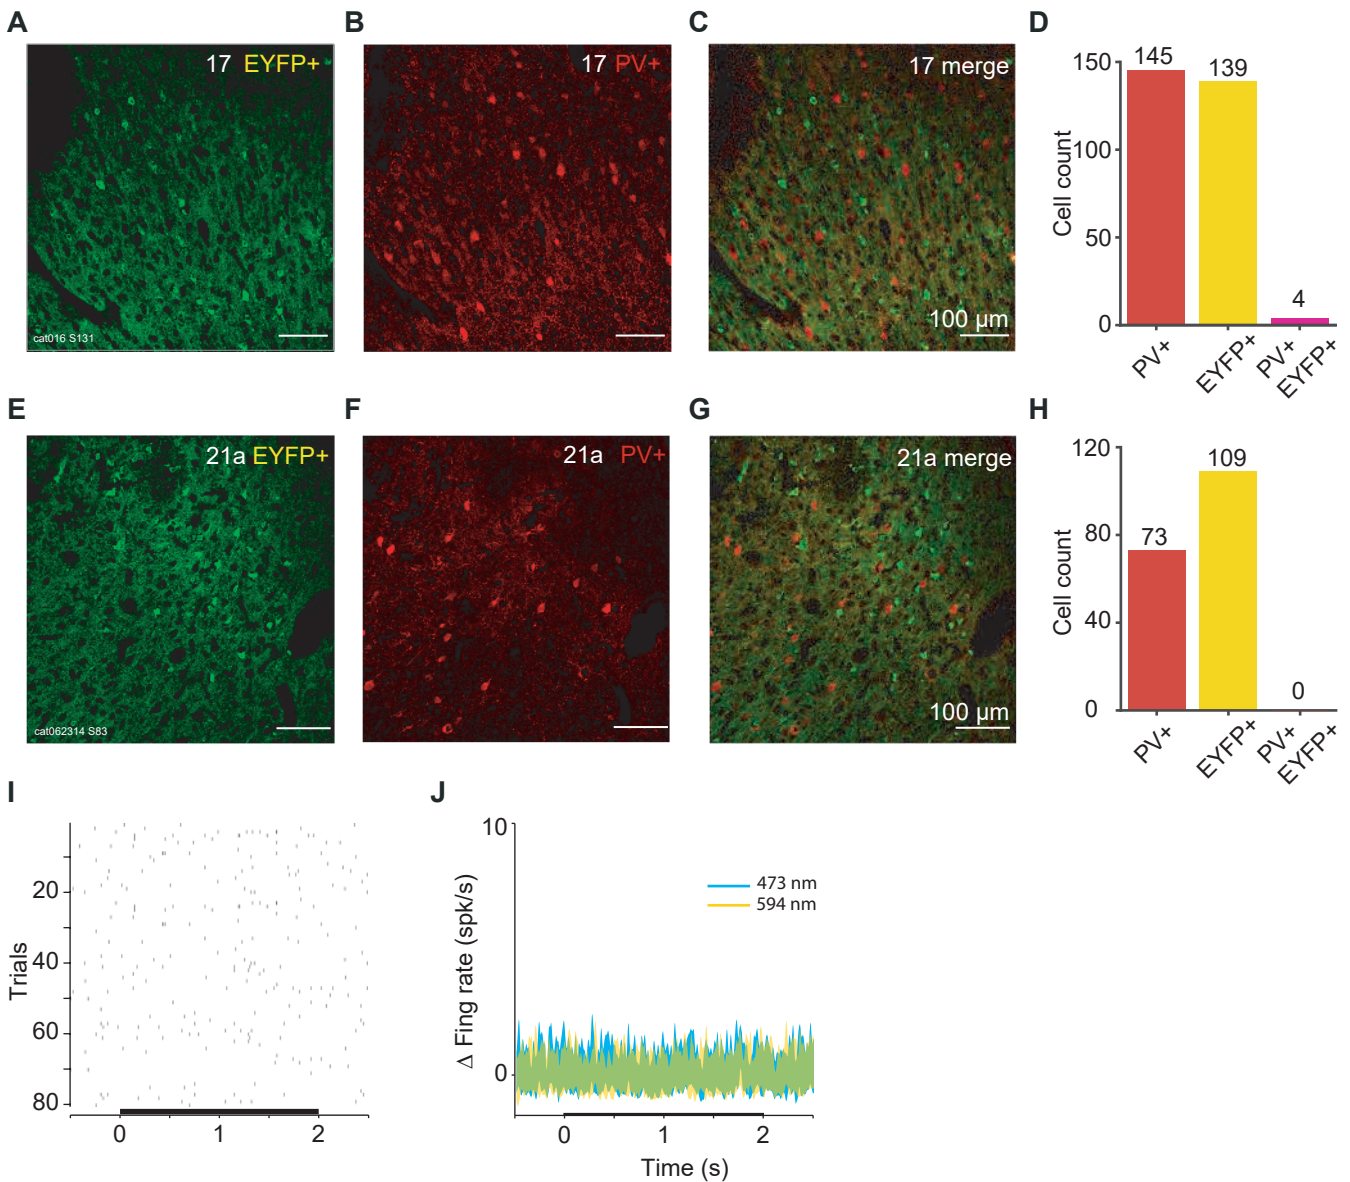 A
B
C
D
17 EYFP+
17 PV+
17 merge
cat016 S131
100 µm
Cell count
150
100
50
0
145
139
4
PV+
EYFP+
PV+
EYFP+
E
F
G
H
21a EYFP+
21a PV+
21a merge
cat062314 S83
100 µm
Cell count
120
80
40
0
73
109
0
PV+
EYFP+
PV+
EYFP+
I
J
Trials
20
40
60
80
0
1
2
Δ Fing rate (spk/s)
10
0
473 nm
594 nm
0
1
2
Time (s)